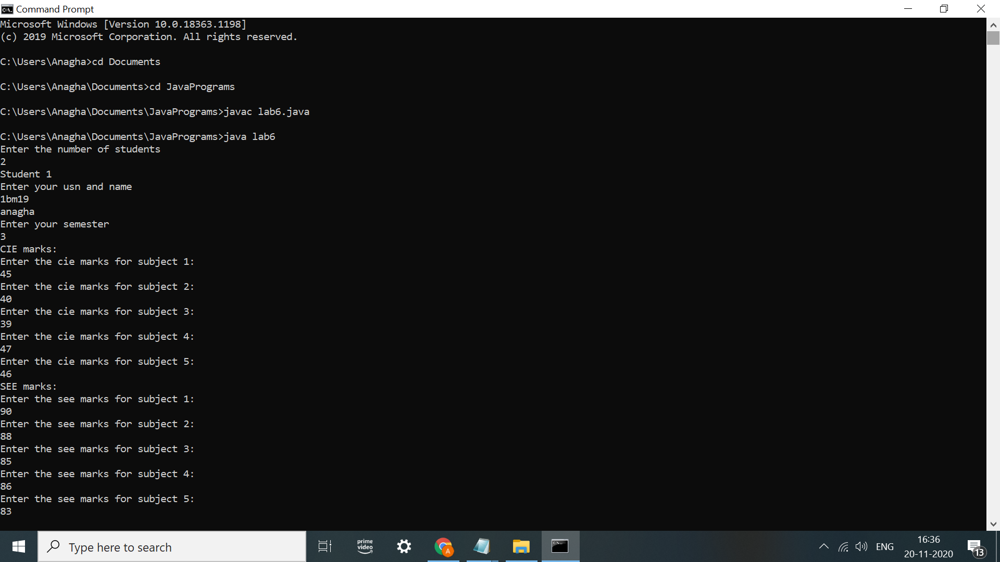 Command Prompt
Microsoft Windows [Version 10.0.18363.1198]
(c) 2019 Microsoft Corporation. All rights reserved.
C:\Users\Anagha>cd Documents
C:\Users\Anagha\Documents>cd JavaPrograms
C:\Users\Anagha\Documents\JavaPrograms>javac lab6.java
C:\Users\Anagha\Documents\JavaPrograms>java lab6
Enter the number of students
2
Student 1
Enter your usn and name
1bm19
anagha
Enter your semester
3
CIE marks:
Enter the cie marks for subject 1:
45
Enter the cie marks for subject 2:
40
Enter the cie marks for subject 3:
39
Enter the cie marks for subject 4:
47
Enter the cie marks for subject 5:
46
SEE marks:
Enter the see marks for subject 1:
90
Enter the see marks for subject 2:
88
Enter the see marks for subject 3:
85
Enter the see marks for subject 4:
86
Enter the see marks for subject 5:
83
Type here to search
prime
video
A
ENG
16:36
20-11-2020
13